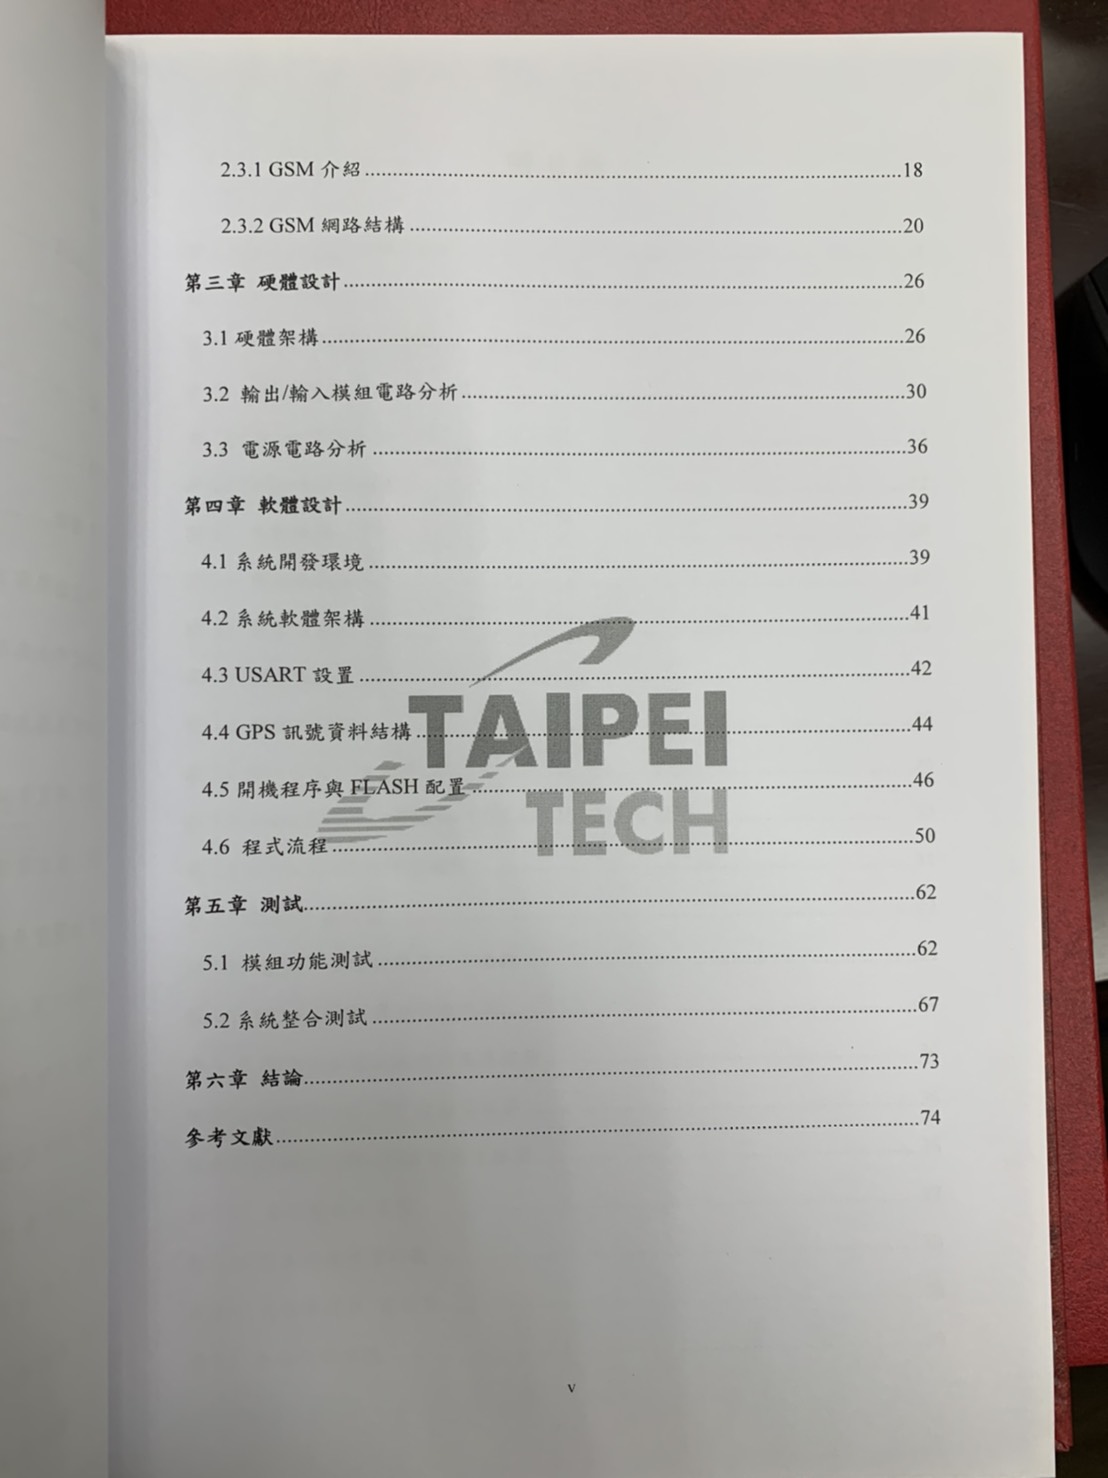 2.3.1 GSM 介紹................................................18
2.3.2 GSM 網路結構................................................20
第三章 硬體設計................................................26
3.1 硬體架構................................................26
3.2 輸出/輸入模組電路分析................................................30
3.3 電源電路分析................................................36
第四章 軟體設計................................................39
4.1 系統開發環境................................................39
4.2 系統軟體架構................................................41
4.3 USART 設置................................................42
4.4 GPS 訊號資料結構................................................44
4.5 開機程序與 FLASH 配置................................................46
4.6 程式流程................................................50
第五章 測試................................................62
5.1 模組功能測試................................................62
5.2 系統整合測試................................................67
第六章 結論................................................73
參考文獻................................................74
TAIPEI
TECH
v